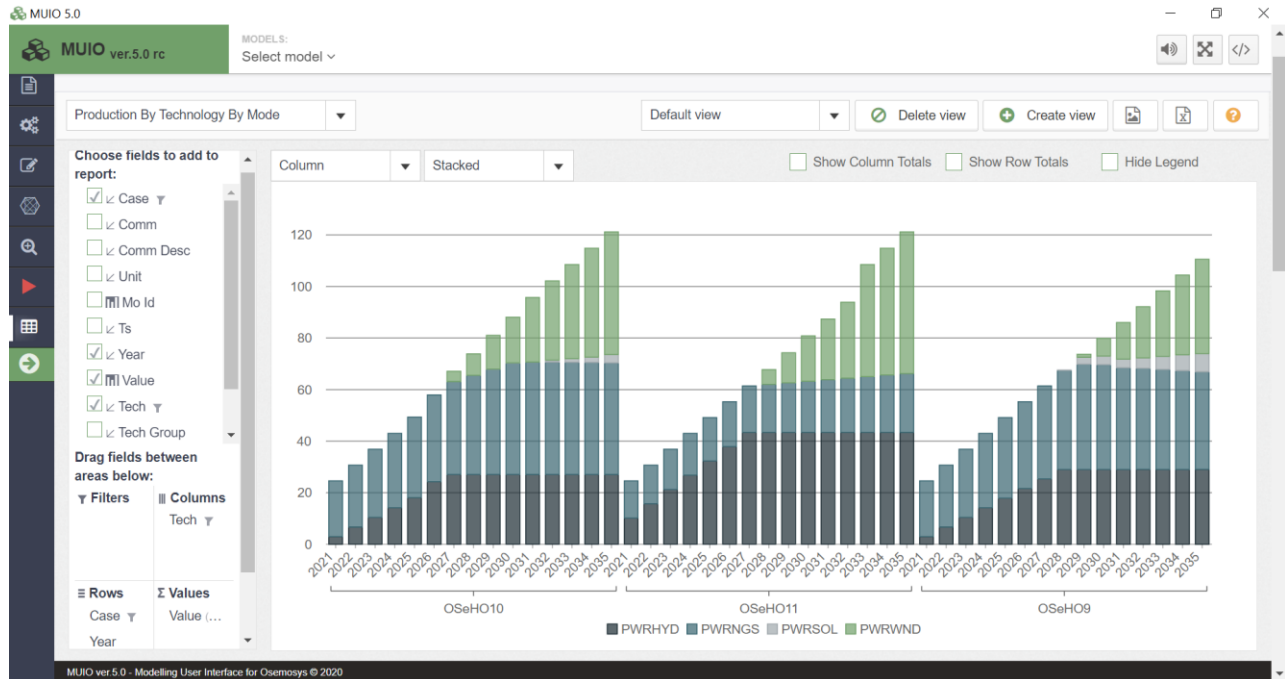 MUIO 5.0
MUIO ver.5.0 rc
MODELS:
Select model
Production By Technology By Mode
Default view
Delete view
Create view
Choose fields to add to
report:
Case
Comm
Comm Desc
Unit
Mo Id
Ts
Year
Value
Tech
Tech Group
Drag fields between
areas below:
Filters
Columns
Tech
Rows
Σ Values
Case
Value (...
Year
Column
Stacked
Show Column Totals
Show Row Totals
Hide Legend
120
100
80
60
40
20
0
2021 2022 2023 2024 2025 2026 2027 2028 2029 2030 2031 2032 2033 2034 2035 2021 2022 2023 2024 2025 2026 2027 2028 2029 2030 2031 2032 2033 2034 2035 2021 2022 2023 2024 2025 2026 2027 2028 2029 2030 2031 2032 2033 2034 2035
OSeHO10 OSeHO11 OSeHO9
PWRHYD PWRNGS PWRSOL PWRWND
MUIO ver.5.0 - Modelling User Interface for Osemosys © 2020